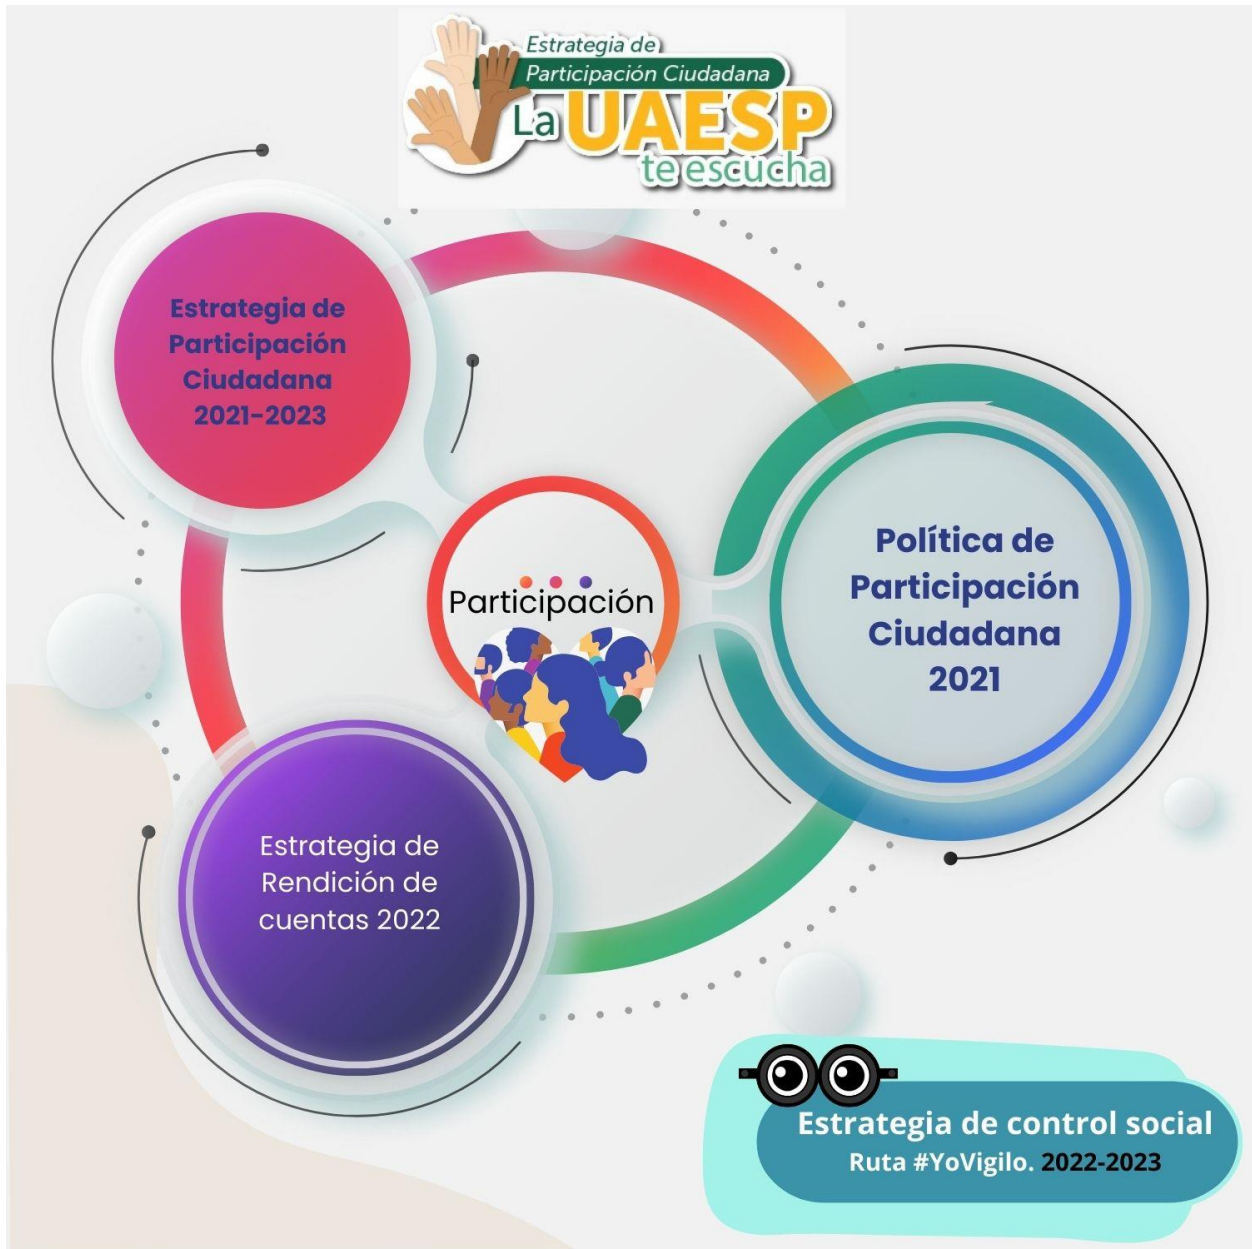 Estrategia de
Participación Ciudadana
La UAESP
te escucha
Estrategia de
Participación
Ciudadana
2021-2023
Participación
Política de
Participación
Ciudadana
2021
Estrategia de
Rendición de
cuentas 2022
Estrategia de control social
Ruta #YoVigilo. 2022-2023